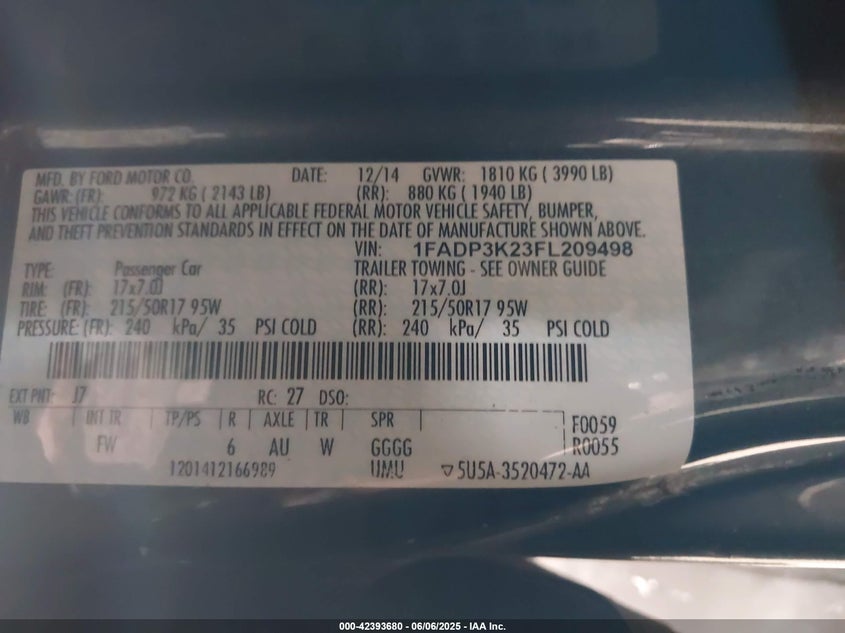 MFD. BY FORD MOTOR CO. DATE: 12/14 GVWR: 1810 KG ( 3990 LB)
GAWR: (FR): 972 KG ( 2143 LB) (RR): 880 KG ( 1940 LB)
THIS VEHICLE CONFORMS TO ALL APPLICABLE FEDERAL MOTOR VEHICLE SAFETY, BUMPER,
AND THEFT PREVENTION STANDARDS IN EFFECT ON THE DATE OF MANUFACTURE SHOWN ABOVE.
VIN: 1FADP3K23FL209498
TYPE: Passenger Car TRAILER TOWING - SEE OWNER GUIDE
RIM: (FR): 17x7.0J (RR): 17x7.0J
TIRE: (FR): 215/50R17 95W (RR): 215/50R17 95W
PRESSURE: (FR): 240 kPa/ 35 PSI COLD (RR): 240 kPa/ 35 PSI COLD
EXT PNT: J7 RC: 27 DSO:
WB INT TR TP/PS R AXLE TR SPR F0059
FW 6 AU W GGGG R0055
1201412166989 UMU ▽5U5A-3520472-AA
000-42393680 - 06/06/2025 - IAA Inc.